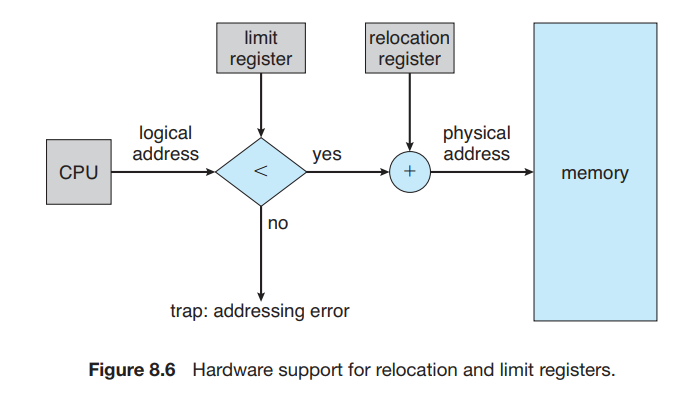 limit
register
relocation
register
logical
address
yes
physical
address
CPU
<
+
memory
no
trap: addressing error
Figure 8.6 Hardware support for relocation and limit registers.